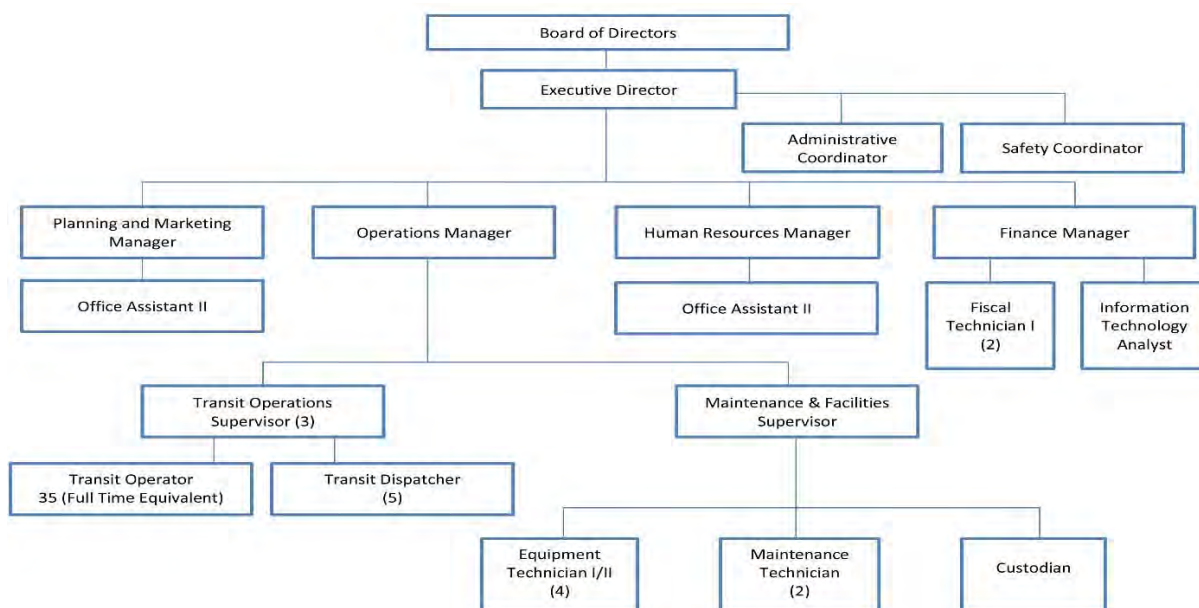 Board of Directors
Executive Director
Administrative
Coordinator
Safety Coordinator
Planning and Marketing
Manager
Operations Manager
Human Resources Manager
Finance Manager
Office Assistant II
Office Assistant II
Fiscal
Technician I
(2)
Information
Technology
Analyst
Transit Operations
Supervisor (3)
Maintenance & Facilities
Supervisor
Transit Operator
35 (Full Time Equivalent)
Transit Dispatcher
(5)
Equipment
Technician I/II
(4)
Maintenance
Technician
(2)
Custodian